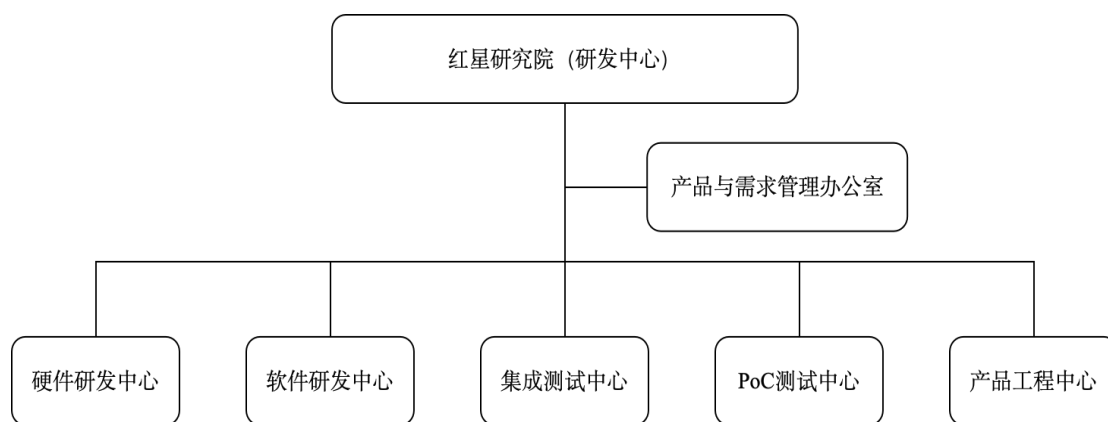 红星研究院（研发中心）
产品与需求管理办公室
硬件研发中心
软件研发中心
集成测试中心
PoC测试中心
产品工程中心